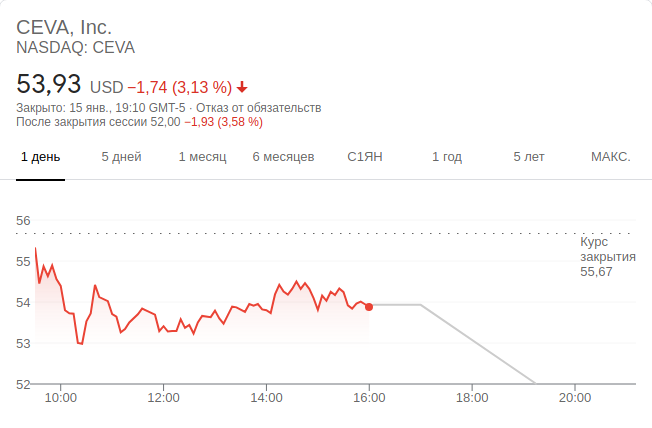 CEVA, Inc.
NASDAQ: CEVA
53,93 USD −1,74 (3,13 %)
Закрыто: 15 янв., 19:10 GMT-5 · Отказ от обязательств
После закрытия сессии 52,00 −1,93 (3,58 %)
1 день 5 дней 1 месяц 6 месяцев С1ЯН 1 год 5 лет МАКС.
56
Курс
закрытия
55,67
55
54
53
52
10:00 12:00 14:00 16:00 18:00 20:00